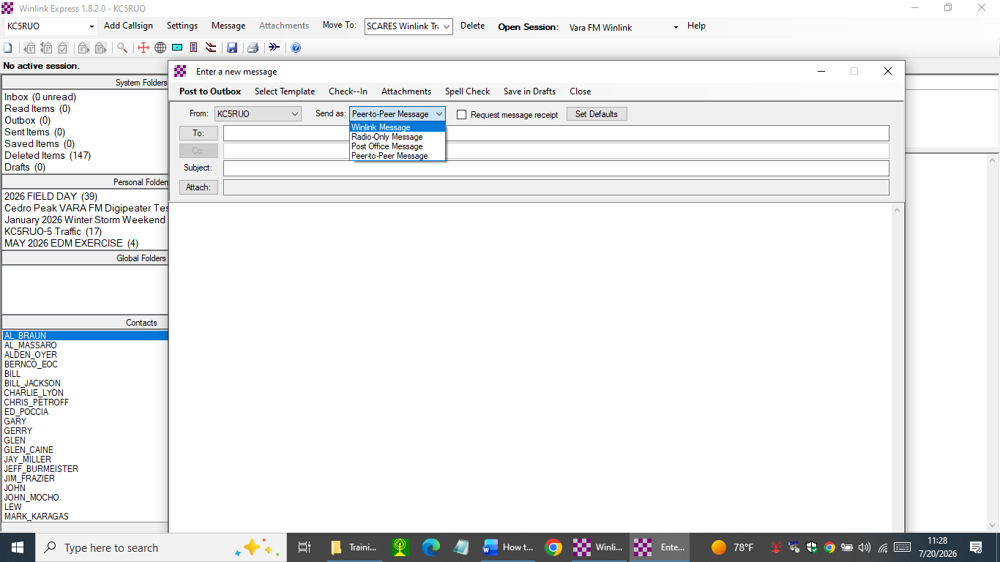 Winlink Express 1.8.2.0 - KC5RUO
KC5RUO Add Callsign Settings Message Attachments Move To: SCARES Winlink Tra Delete Open Session: Vara FM Winlink Help
No active session.
Enter a new message
Post to Outbox Select Template Check--In Attachments Spell Check Save in Drafts Close
From: KC5RUO Send as: Peer-to-Peer Message Request message receipt Set Defaults
Winlink Message
Radio-Only Message
Post Office Message
Peer-to-Peer Message
To:
Cc:
Subject:
Attach:
System Folders
Inbox (0 unread)
Read Items (0)
Outbox (0)
Sent Items (0)
Saved Items (0)
Deleted Items (147)
Drafts (0)
Personal Folders
2026 FIELD DAY (39)
Cedro Peak VARA FM Digipeater Tes
January 2026 Winter Storm Weekend
KC5RUO-5 Traffic (17)
MAY 2026 EDM EXERCISE (4)
Global Folders
Contacts
AL_BRAUN
AL_MASSARO
ALDEN_OYER
BERNCO_EOC
BILL
BILL_JACKSON
CHARLIE_LYON
CHRIS_PETROFF
ED_POCCIA
GARY
GERRY
GLEN
GLEN_CAINE
JAY_MILLER
JEFF_BURMEISTER
JIM_FRAZIER
JOHN
JOHN_MOCHO
LEW
MARK_KARAGAS
Type here to search Traini... How t... Winli... Ente... 78°F 11:28
7/20/2026